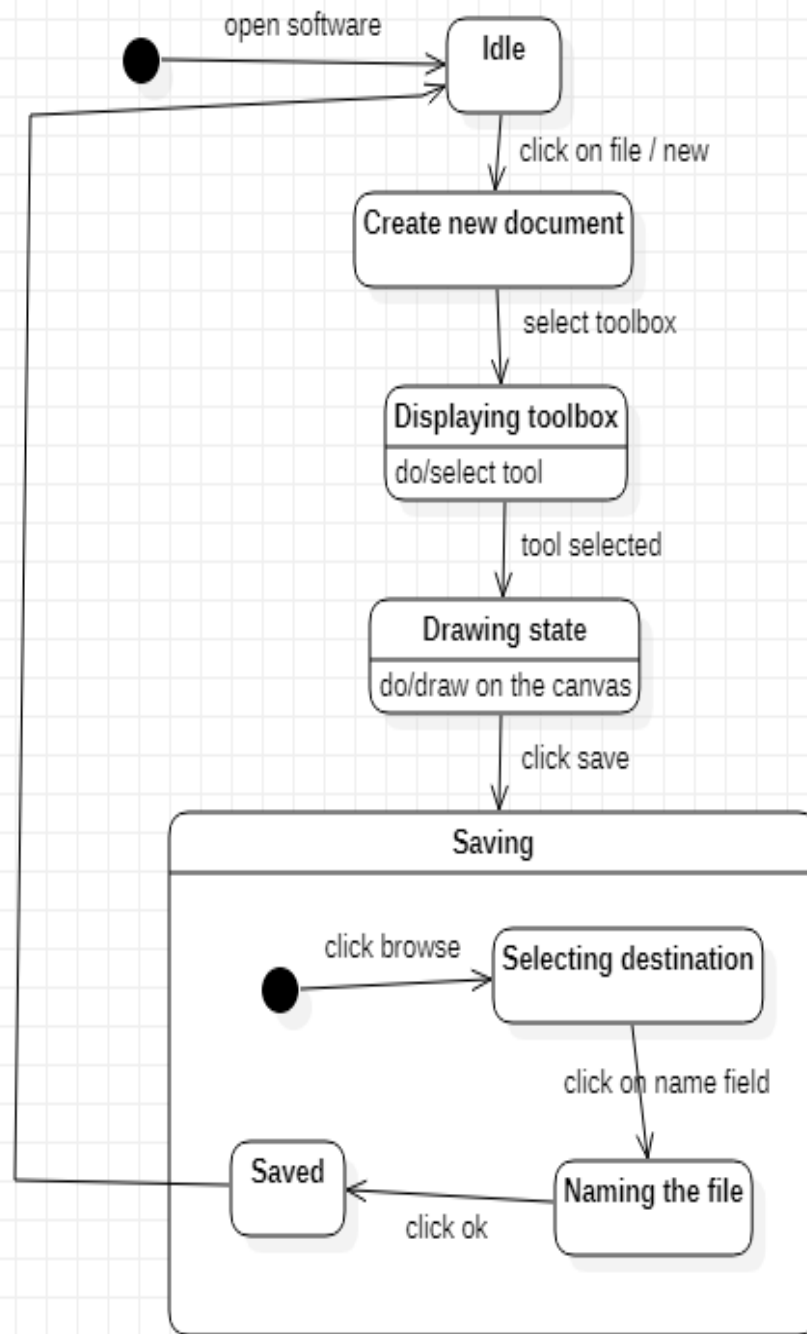 open software
Idle
click on file / new
Create new document
select toolbox
Displaying toolbox
do/select tool
tool selected
Drawing state
do/draw on the canvas
click save
Saving
click browse
Selecting destination
click on name field
Saved
Naming the file
click ok